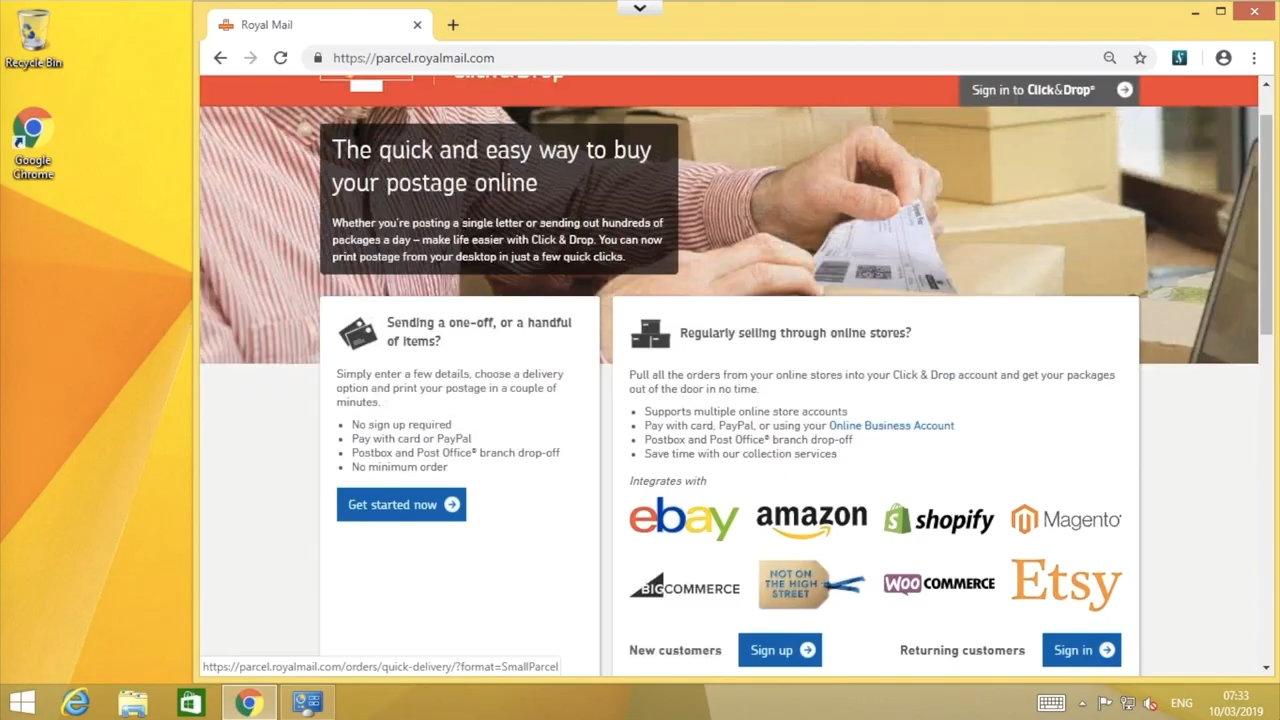 Recycle Bin
Google
Chrome
Royal Mail
https://parcel.royalmail.com
Click&Drop
Sign in to Click&Drop®
The quick and easy way to buy
your postage online
Whether you're posting a single letter or sending out hundreds of
packages a day – make life easier with Click & Drop. You can now
print postage from your desktop in just a few quick clicks.
Sending a one-off, or a handful
of items?
Simply enter a few details, choose a delivery
option and print your postage in a couple of
minutes.
• No sign up required
• Pay with card or PayPal
• Postbox and Post Office® branch drop-off
• No minimum order
Get started now
Regularly selling through online stores?
Pull all the orders from your online stores into your Click & Drop account and get your packages
out of the door in no time.
• Supports multiple online store accounts
• Pay with card, PayPal, or using your Online Business Account
• Postbox and Post Office® branch drop-off
• Save time with our collection services
Integrates with
ebay amazon shopify Magento
BIGCOMMERCE NOT ON
THE HIGH
STREET WOO COMMERCE Etsy
New customers Sign up Returning customers Sign in
https://parcel.royalmail.com/orders/quick-delivery/?format=SmallParcel
ENG
07:33
10/03/2019